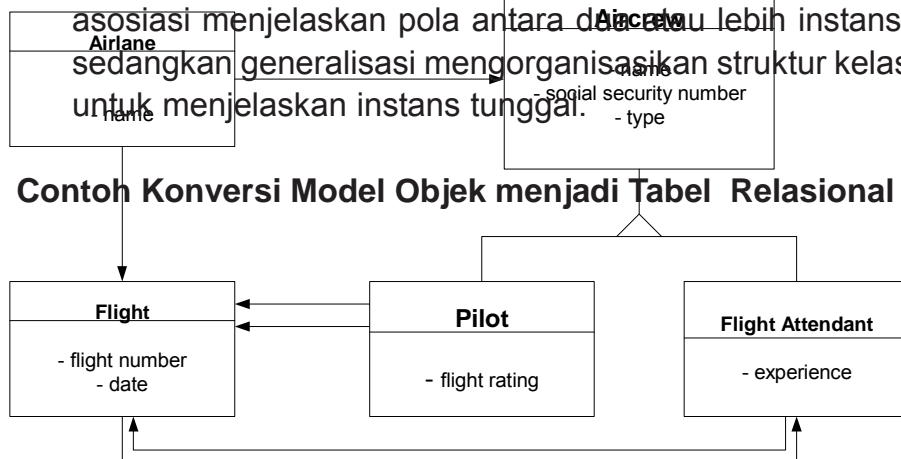 asosiasi menjelaskan pola antara dua atau lebih instans
sedangkan generalisasi mengorganisasikan struktur kelas
untuk menjelaskan instans tunggal.
Airlane
- name
Aircrew
- name
- social security number
- type
Contoh Konversi Model Objek menjadi Tabel Relasional
Flight
- flight number
- date
Pilot
- flight rating
Flight Attendant
- experience